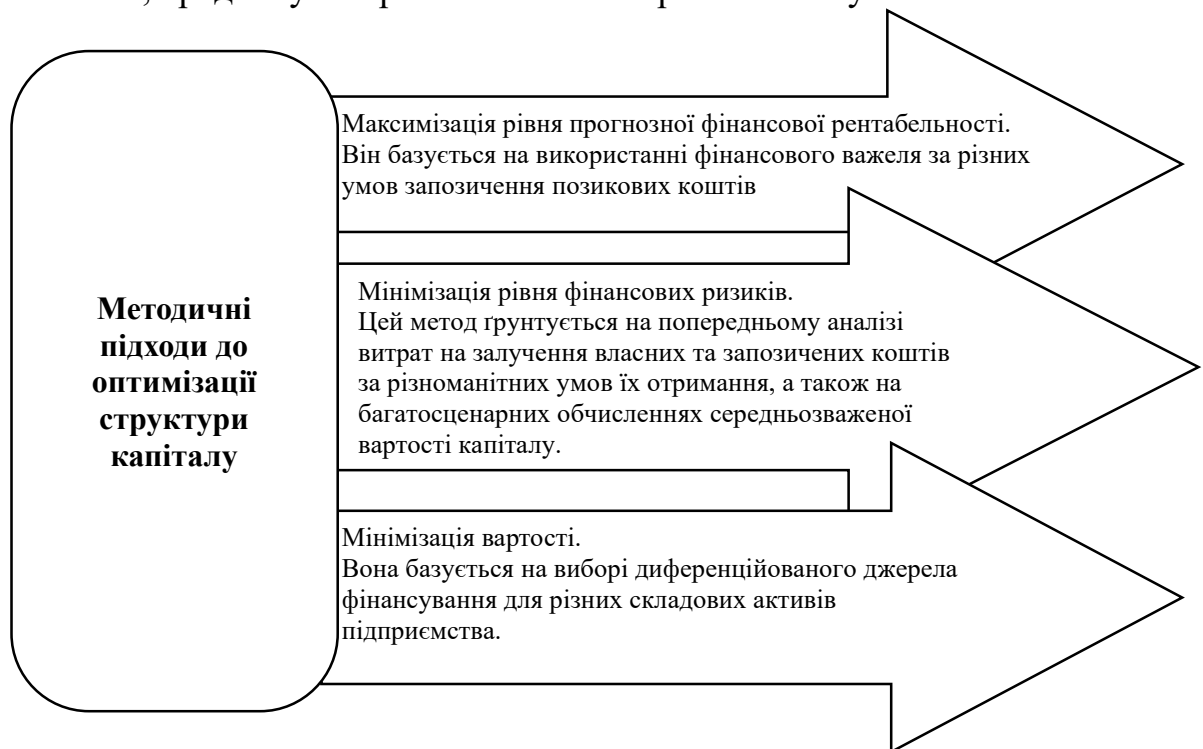 Методичні
підходи до
оптимізації
структури
капіталу
Максимізація рівня прогнозної фінансової рентабельності.
Він базується на використанні фінансового важеля за різних
умов запозичення позикових коштів
Мінімізація рівня фінансових ризиків.
Цей метод ґрунтується на попередньому аналізі
витрат на залучення власних та запозичених коштів
за різноманітних умов їх отримання, а також на
багатосценарних обчисленнях середньозваженої
вартості капіталу.
Мінімізація вартості.
Вона базується на виборі диференційованого джерела
фінансування для різних складових активів
підприємства.